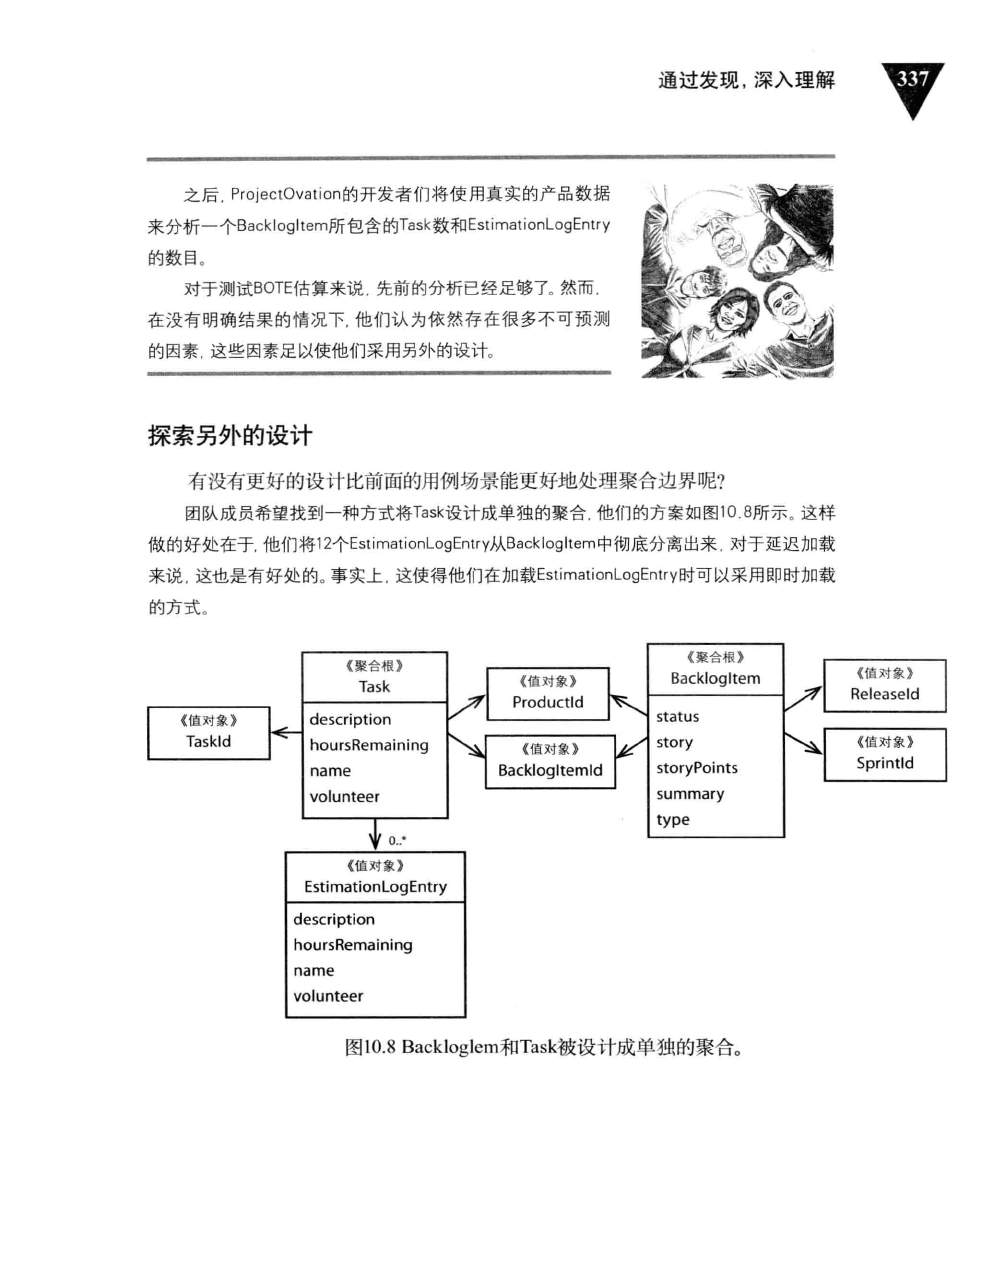 通过发现，深入理解
337
之后，ProjectOvation的开发者们将使用真实的产品数据
来分析一个BacklogItem所包含的Task数和EstimationLogEntry
的数目。
对于测试BOTE估算来说，先前的分析已经足够了。然而，
在没有明确结果的情况下，他们认为依然存在很多不可预测
的因素，这些因素足以使他们采用另外的设计。
探索另外的设计
有没有更好的设计比前面的用例场景能更好地处理聚合边界呢？
团队成员希望找到一种方式将Task设计成单独的聚合，他们的方案如图10.8所示。这样
做的好处在于，他们将12个EstimationLogEntry从BacklogItem中彻底分离出来，对于延迟加载
来说，这也是有好处的。事实上，这使得他们在加载EstimationLogEntry时可以采用即时加载
的方式。
《值对象》
TaskId
《聚合根》
Task
description
hoursRemaining
name
volunteer
《值对象》
ProductId
《值对象》
BacklogItemId
《聚合根》
BacklogItem
status
story
storyPoints
summary
type
《值对象》
ReleaseId
《值对象》
SprintId
0..*
《值对象》
EstimationLogEntry
description
hoursRemaining
name
volunteer
图10.8 Backloglem和Task被设计成单独的聚合。